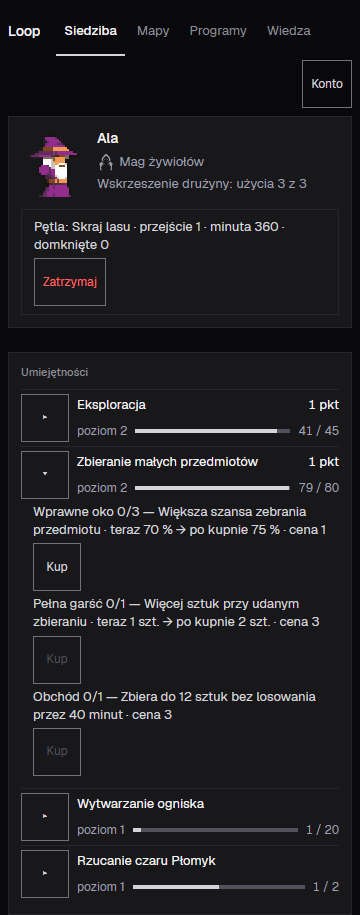 Loop Siedziba Mapy Programy Wiedza
Konto
Ala
Mag żywiołów
Wskrzeszenie drużyny: użycia 3 z 3
Pętla: Skraj lasu · przejście 1 · minuta 360 ·
domknięte 0
Zatrzymaj
Umiejętności
Eksploracja 1 pkt
poziom 2 41 / 45
Zbieranie małych przedmiotów 1 pkt
poziom 2 79 / 80
Wprawne oko 0/3 — Większa szansa zebrania
przedmiotu · teraz 70 % → po kupnie 75 % · cena 1
Kup
Pełna garść 0/1 — Więcej sztuk przy udanym
zbieraniu · teraz 1 szt. → po kupnie 2 szt. · cena 3
Kup
Obchód 0/1 — Zbiera do 12 sztuk bez losowania
przez 40 minut · cena 3
Kup
Wytwarzanie ogniska
poziom 1 1 / 20
Rzucanie czaru Płomyk
poziom 1 1 / 2